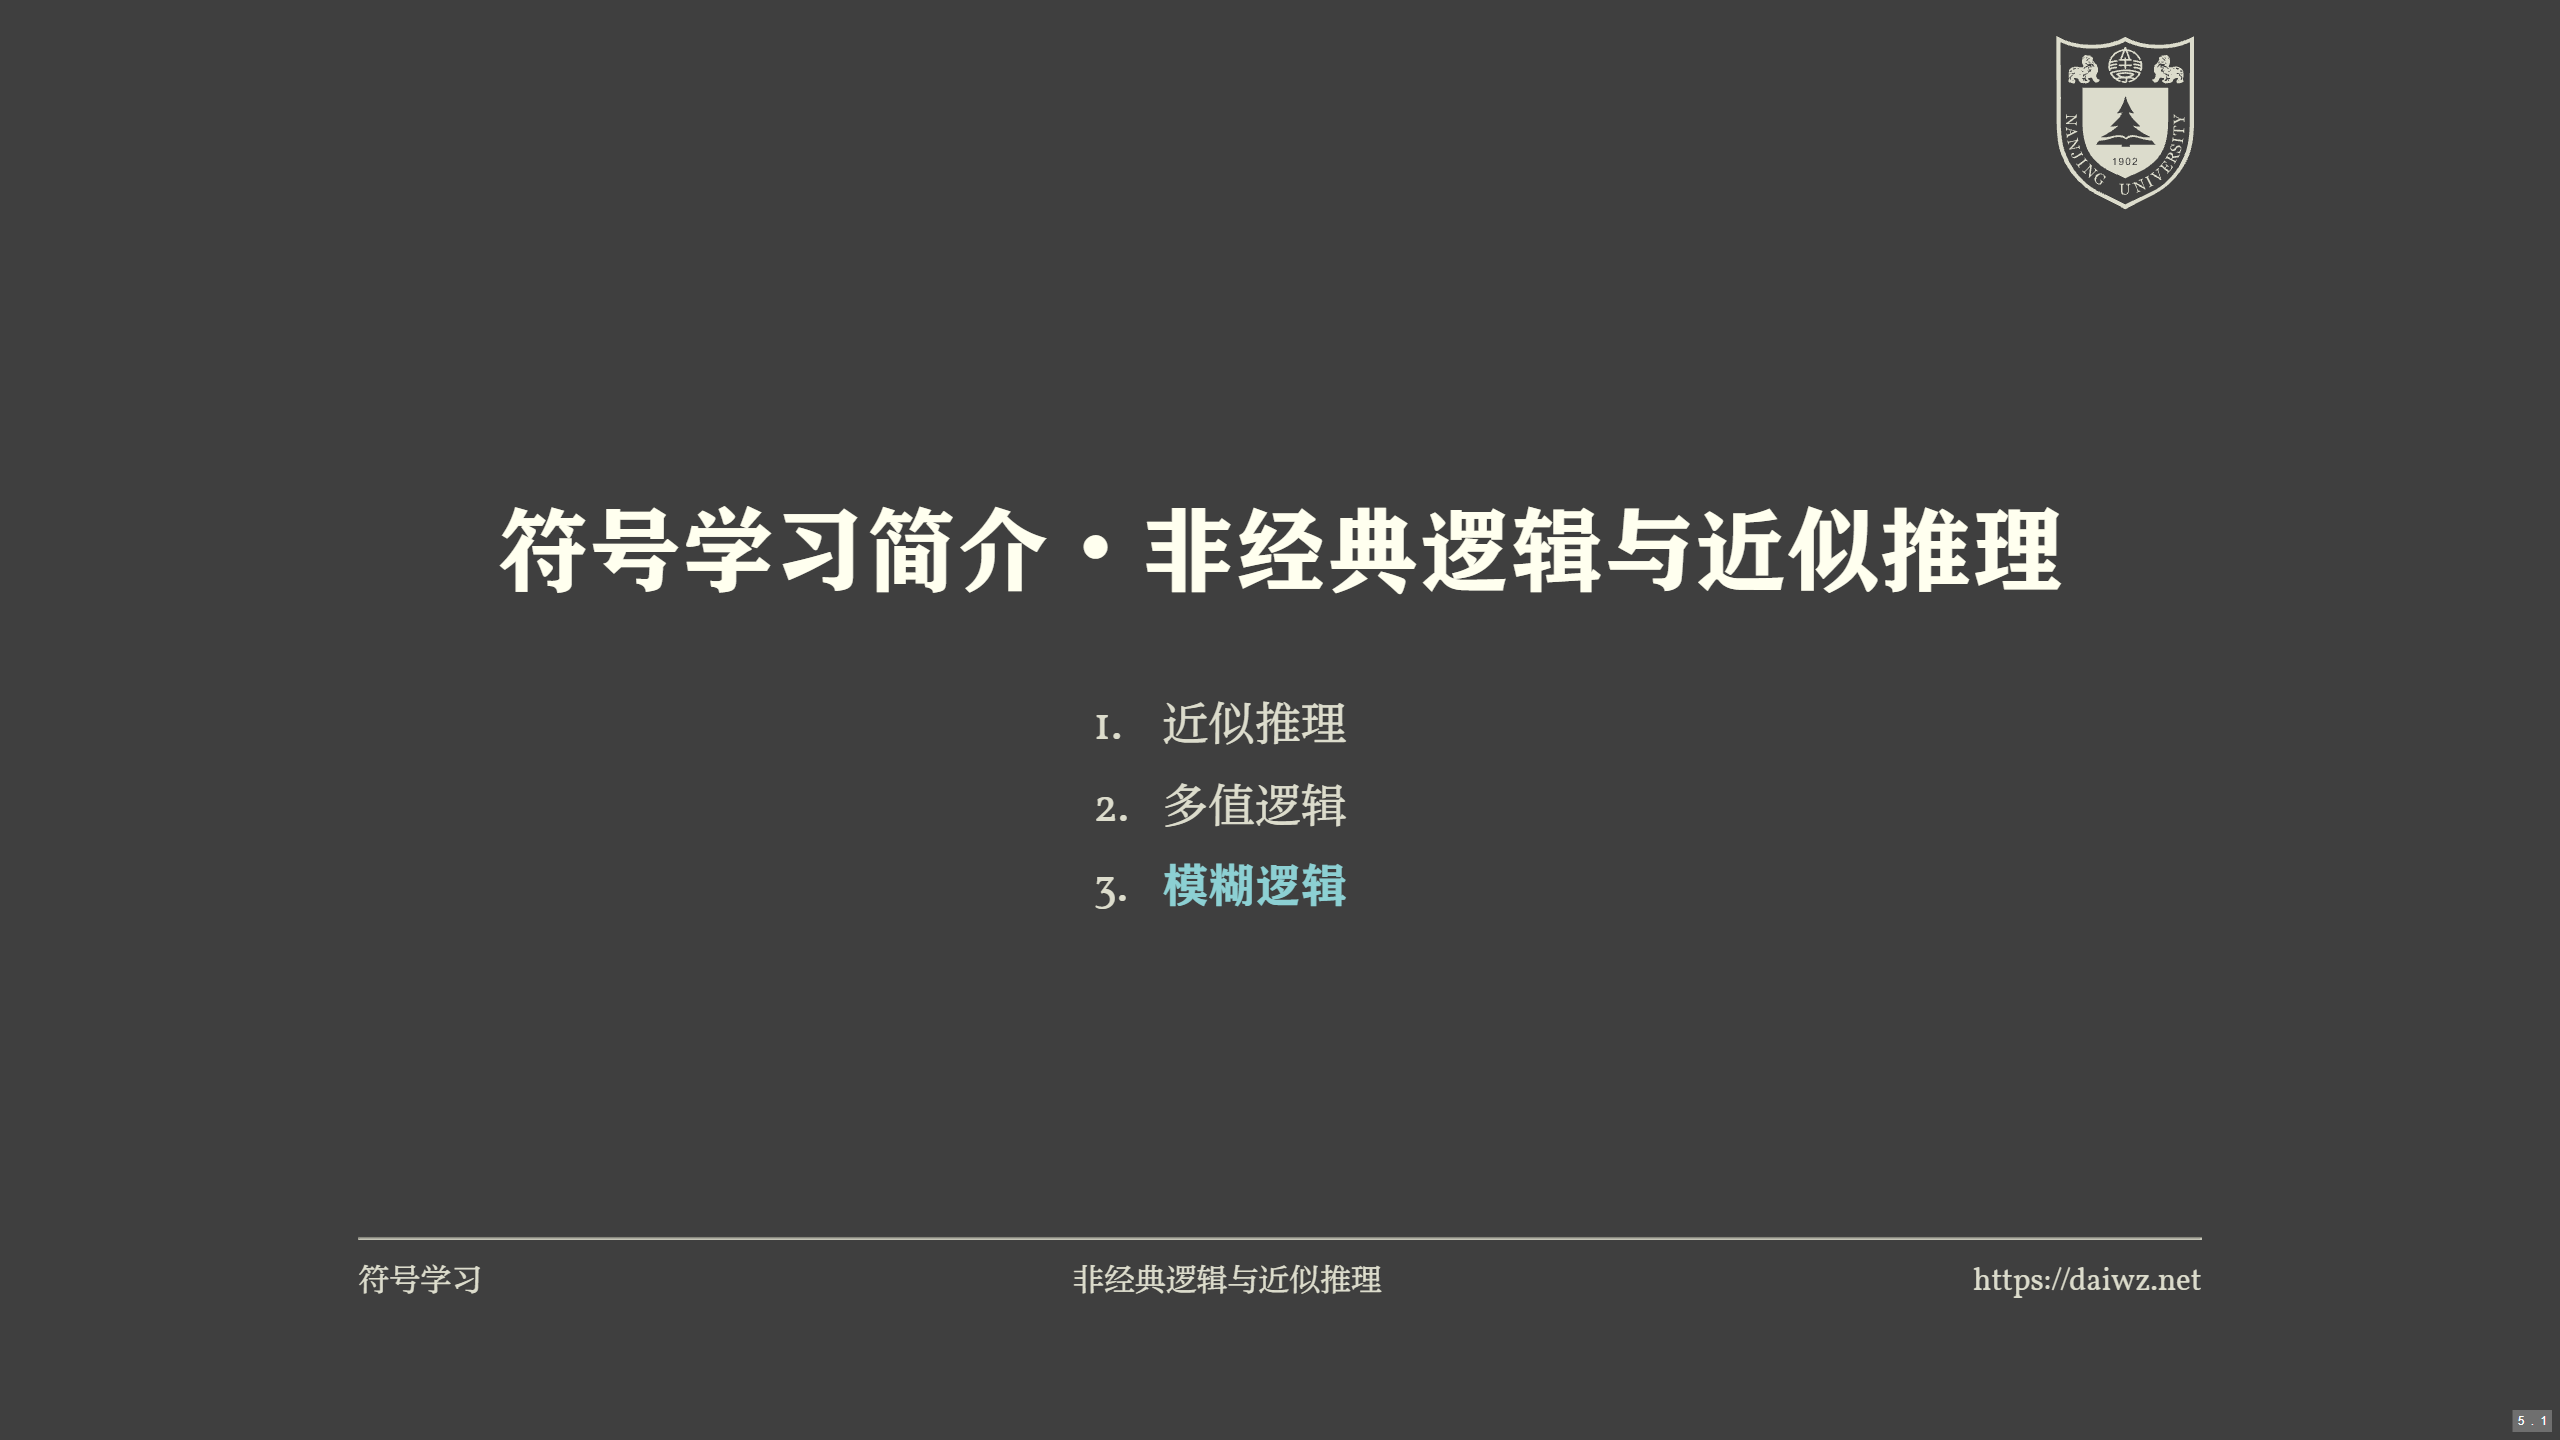 NANJING UNIVERSITY
1902
符号学习简介·非经典逻辑与近似推理
1. 近似推理
2. 多值逻辑
3. 模糊逻辑
符号学习
非经典逻辑与近似推理
https://daiwz.net
5.1